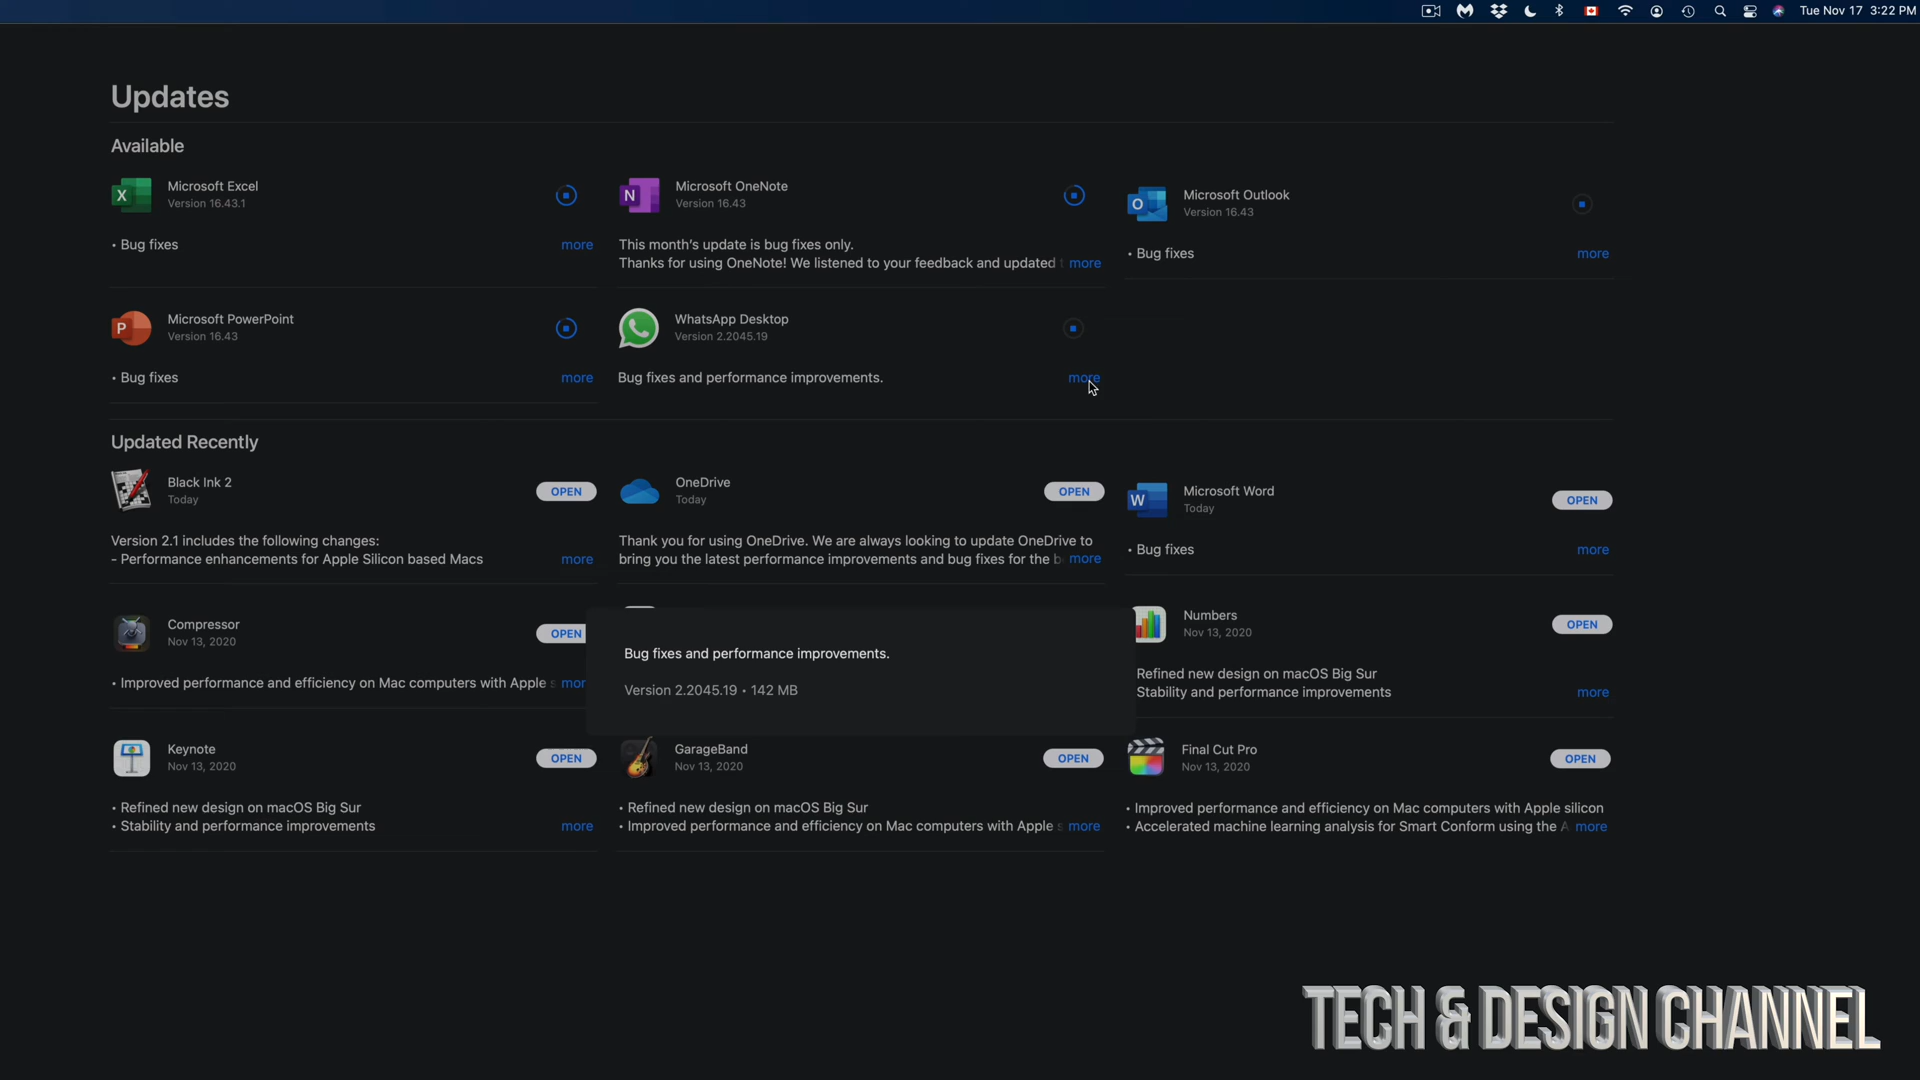 Tue Nov 17 3:22 PM
Updates
Available
Microsoft Excel
Version 16.43.1
• Bug fixes
more
Microsoft OneNote
Version 16.43
This month's update is bug fixes only.
Thanks for using OneNote! We listened to your feedback and updated
more
Microsoft Outlook
Version 16.43
• Bug fixes
more
Microsoft PowerPoint
Version 16.43
• Bug fixes
more
WhatsApp Desktop
Version 2.2045.19
Bug fixes and performance improvements.
more
Updated Recently
Black Ink 2
Today
OPEN
Version 2.1 includes the following changes:
- Performance enhancements for Apple Silicon based Macs
more
OneDrive
Today
OPEN
Thank you for using OneDrive. We are always looking to update OneDrive to
bring you the latest performance improvements and bug fixes for the
more
Microsoft Word
Today
OPEN
• Bug fixes
more
Compressor
Nov 13, 2020
OPEN
• Improved performance and efficiency on Mac computers with Apple
Bug fixes and performance improvements.
Version 2.2045.19 • 142 MB
Numbers
Nov 13, 2020
OPEN
Refined new design on macOS Big Sur
Stability and performance improvements
more
Keynote
Nov 13, 2020
OPEN
• Refined new design on macOS Big Sur
• Stability and performance improvements
more
GarageBand
Nov 13, 2020
OPEN
• Refined new design on macOS Big Sur
• Improved performance and efficiency on Mac computers with Apple
more
Final Cut Pro
Nov 13, 2020
OPEN
• Improved performance and efficiency on Mac computers with Apple silicon
• Accelerated machine learning analysis for Smart Conform using the
more
TECH & DESIGN CHANNEL